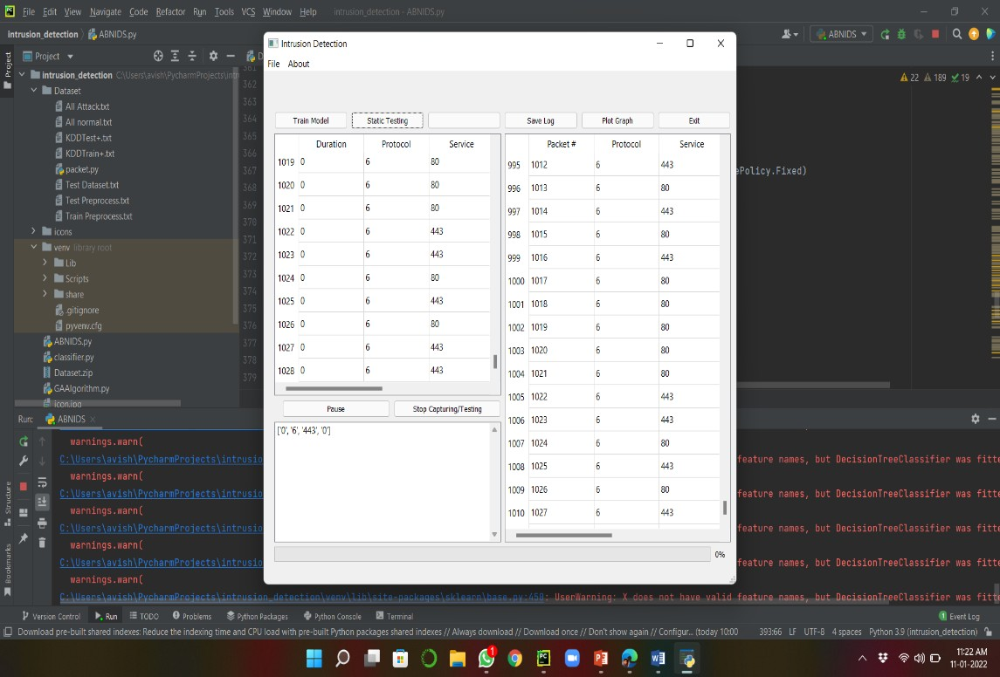 File Edit View Navigate Code Refactor Run Tools VCS Window Help intrusion_detection - ABNIDS.py
intrusion_detection ABNIDS.py ABNIDS
Project
Project
intrusion_detection C:\Users\avish\PycharmProjects\intr
Dataset
All Attack.txt
All normal.txt
KDDTest+.txt
KDDTrain+.txt
packet.py
Test Dataset.txt
Test Preprocess.txt
Train Preprocess.txt
icons
venv library root
Lib
Scripts
share
.gitignore
pyvenv.cfg
ABNIDS.py
classifier.py
Dataset.zip
GAAlgorithm.py
icon.jpg
361
362
363
364
365
366
367
368
369
370
371
372
373
374
375
376
377
378
379
22 189 19
ePolicy.Fixed)
Intrusion Detection
File About
Train Model Static Testing Save Log Plot Graph Exit
Duration Protocol Service
1019 0 6 80
1020 0 6 80
1021 0 6 80
1022 0 6 443
1023 0 6 443
1024 0 6 80
1025 0 6 443
1026 0 6 80
1027 0 6 443
1028 0 6 443
Pause Stop Capturing/Testing
['0', '6', '443', '0']
Packet # Protocol Service
995 1012 6 443
996 1013 6 80
997 1014 6 443
998 1015 6 80
999 1016 6 443
1000 1017 6 80
1001 1018 6 80
1002 1019 6 80
1003 1020 6 80
1004 1021 6 80
1005 1022 6 443
1006 1023 6 443
1007 1024 6 80
1008 1025 6 443
1009 1026 6 80
1010 1027 6 443
0%
Run: ABNIDS
warnings.warn(
C:\Users\avish\PycharmProjects\intrusio feature names, but DecisionTreeClassifier was fitte
warnings.warn(
C:\Users\avish\PycharmProjects\intrusio feature names, but DecisionTreeClassifier was fitte
warnings.warn(
C:\Users\avish\PycharmProjects\intrusio feature names, but DecisionTreeClassifier was fitte
warnings.warn(
C:\Users\avish\PycharmProjects\intrusio feature names, but DecisionTreeClassifier was fitte
warnings.warn(
C:\Users\avish\PycharmProjects\intrusion_detection\venv\lib\site-packages\sklearn\base.py:450: UserWarning: X does not have valid feature names, but DecisionTreeClassifier was fitte
Structure
Bookmarks
Version Control Run TODO Problems Python Packages Python Console Terminal 1 Event Log
Download pre-built shared indexes: Reduce the indexing time and CPU load with pre-built Python packages shared indexes // Always download // Download once // Don't show again // Configur... (today 10:00 393:66 LF UTF-8 4 spaces Python 3.9 (intrusion_detection)
1
11:22 AM
11-01-2022